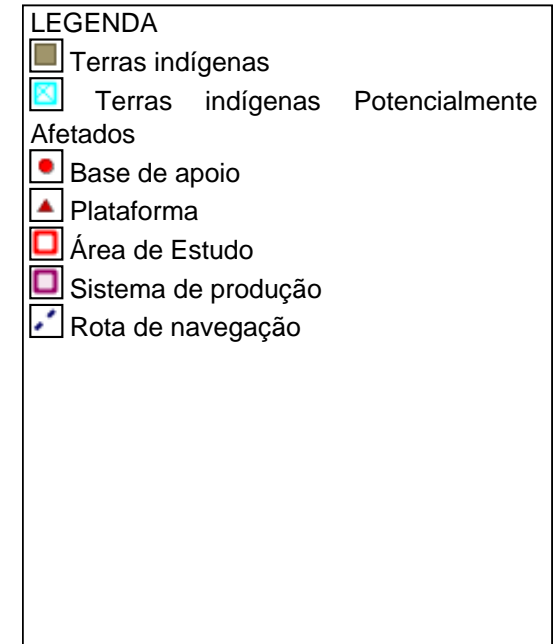 LEGENDA
Terras indígenas
Terras indígenas Potencialmente
Afetados
Base de apoio
Plataforma
Área de Estudo
Sistema de produção
Rota de navegação